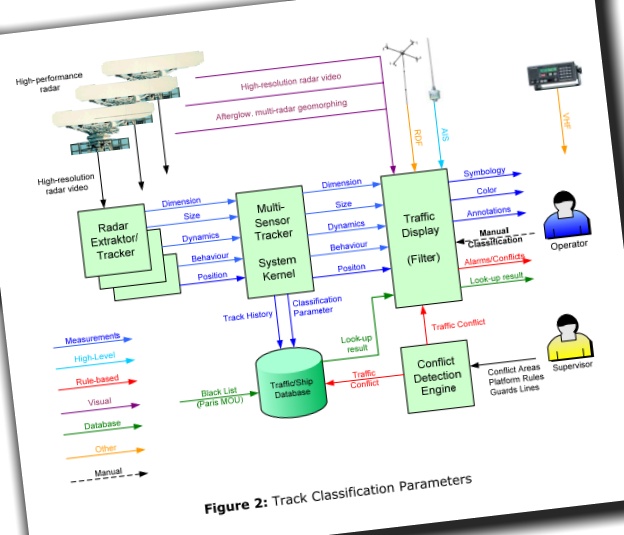 High-performance
radar
High-resolution radar video
Afterglow, multi-radar geomorphing
RDF
AIS
VHF
High-resolution
radar video
Radar
Extraktor/
Tracker
Dimension
Size
Dynamics
Behaviour
Position
Multi-
Sensor
Tracker
System
Kernel
Dimension
Size
Dynamics
Behaviour
Positon
Traffic
Display
(Filter)
Symbology
Color
Annotations
Manual
Classification
Alarms/Conflicts
Look-up result
Operator
Track History
Classification
Parameter
Look-up
result
Traffic Conflict
Measurements
High-Level
Rule-based
Visual
Database
Other
Manual
Black List
(Paris MOU)
Traffic/Ship
Database
Traffic
Conflict
Conflict
Detection
Engine
Conflict Areas
Platform Rules
Guards Lines
Supervisor
Figure 2: Track Classification Parameters